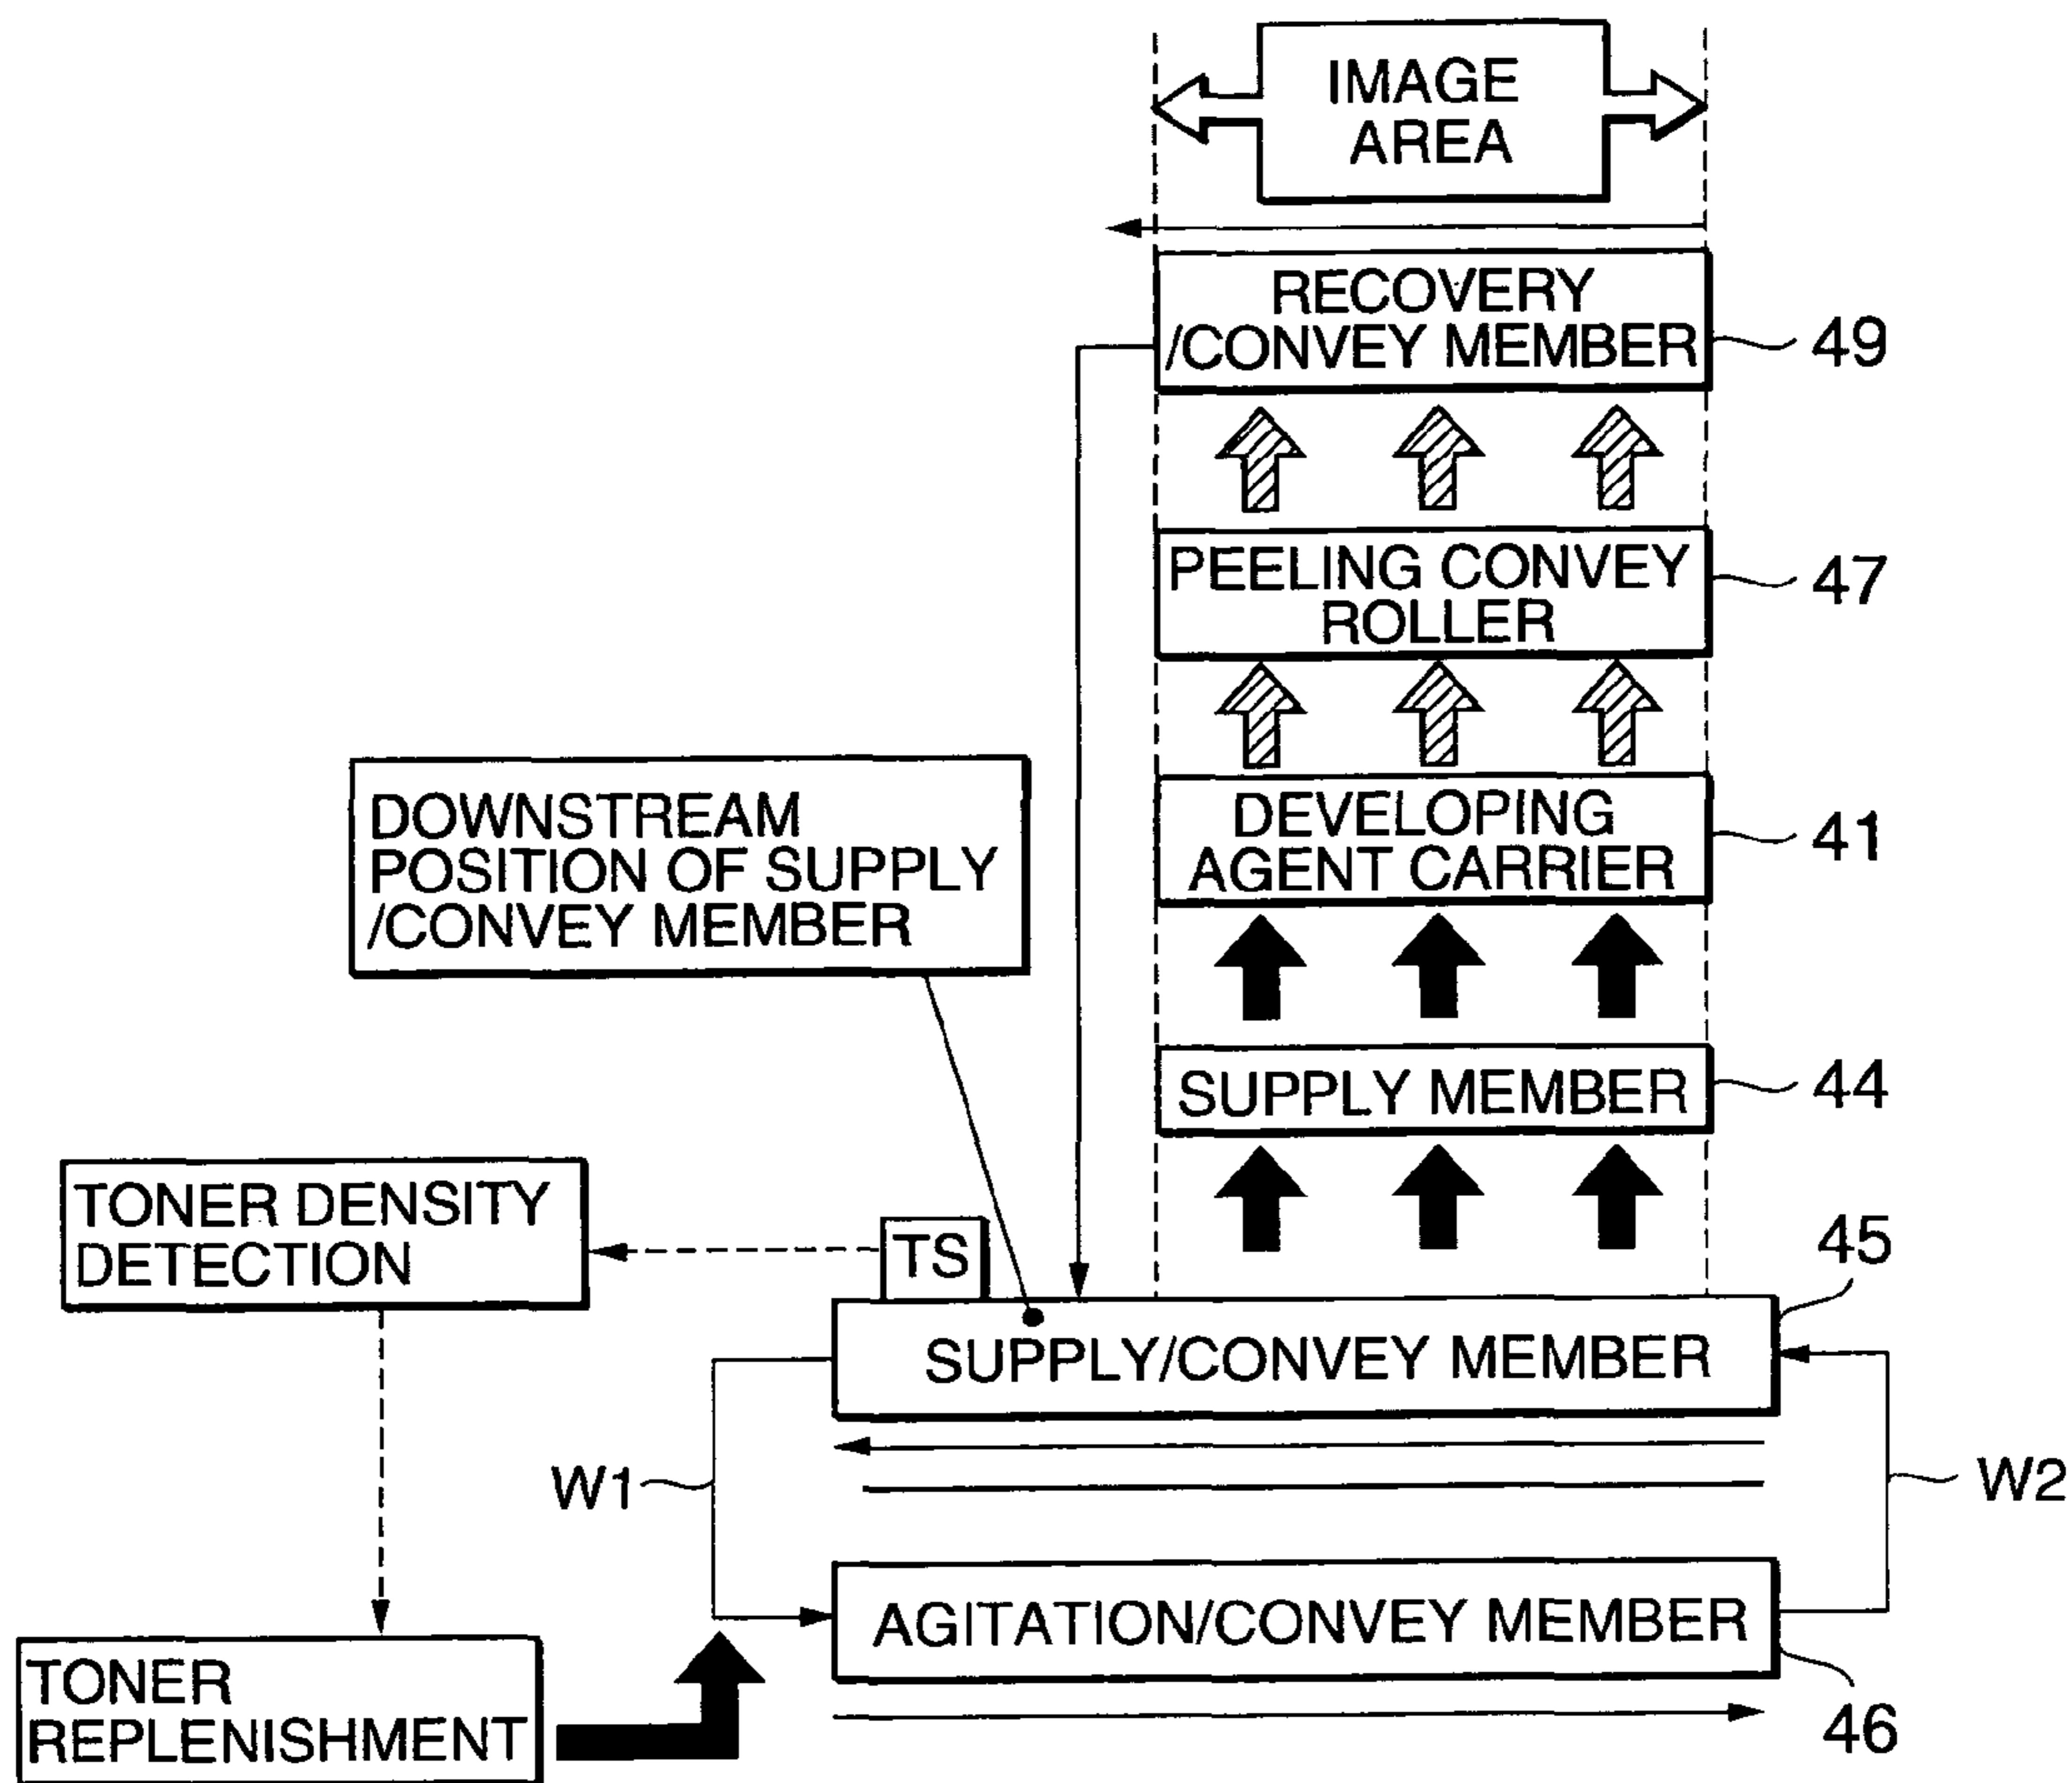 IMAGE
AREA
RECOVERY
/CONVEY MEMBER
49
PEELING CONVEY
ROLLER
47
DOWNSTREAM
POSITION OF SUPPLY
/CONVEY MEMBER
DEVELOPING
AGENT CARRIER
41
SUPPLY MEMBER
44
TONER DENSITY
DETECTION
TS
45
SUPPLY/CONVEY MEMBER
W1
W2
AGITATION/CONVEY MEMBER
46
TONER
REPLENISHMENT